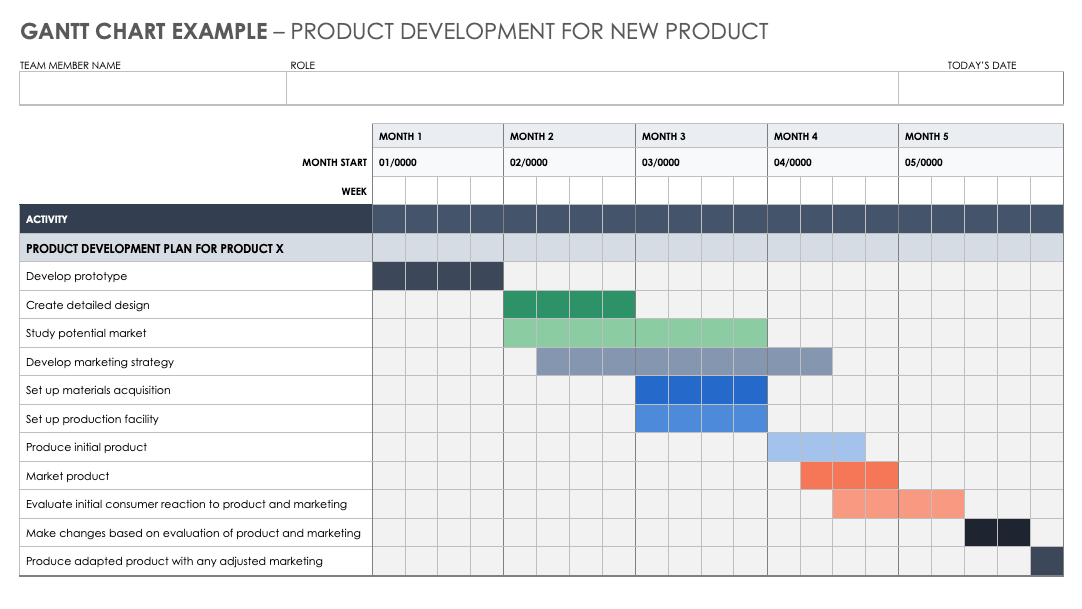 GANTT CHART EXAMPLE – PRODUCT DEVELOPMENT FOR NEW PRODUCT
TEAM MEMBER NAME ROLE TODAY'S DATE
MONTH 1 MONTH 2 MONTH 3 MONTH 4 MONTH 5
MONTH START 01/0000 02/0000 03/0000 04/0000 05/0000
WEEK
ACTIVITY
PRODUCT DEVELOPMENT PLAN FOR PRODUCT X
Develop prototype
Create detailed design
Study potential market
Develop marketing strategy
Set up materials acquisition
Set up production facility
Produce initial product
Market product
Evaluate initial consumer reaction to product and marketing
Make changes based on evaluation of product and marketing
Produce adapted product with any adjusted marketing